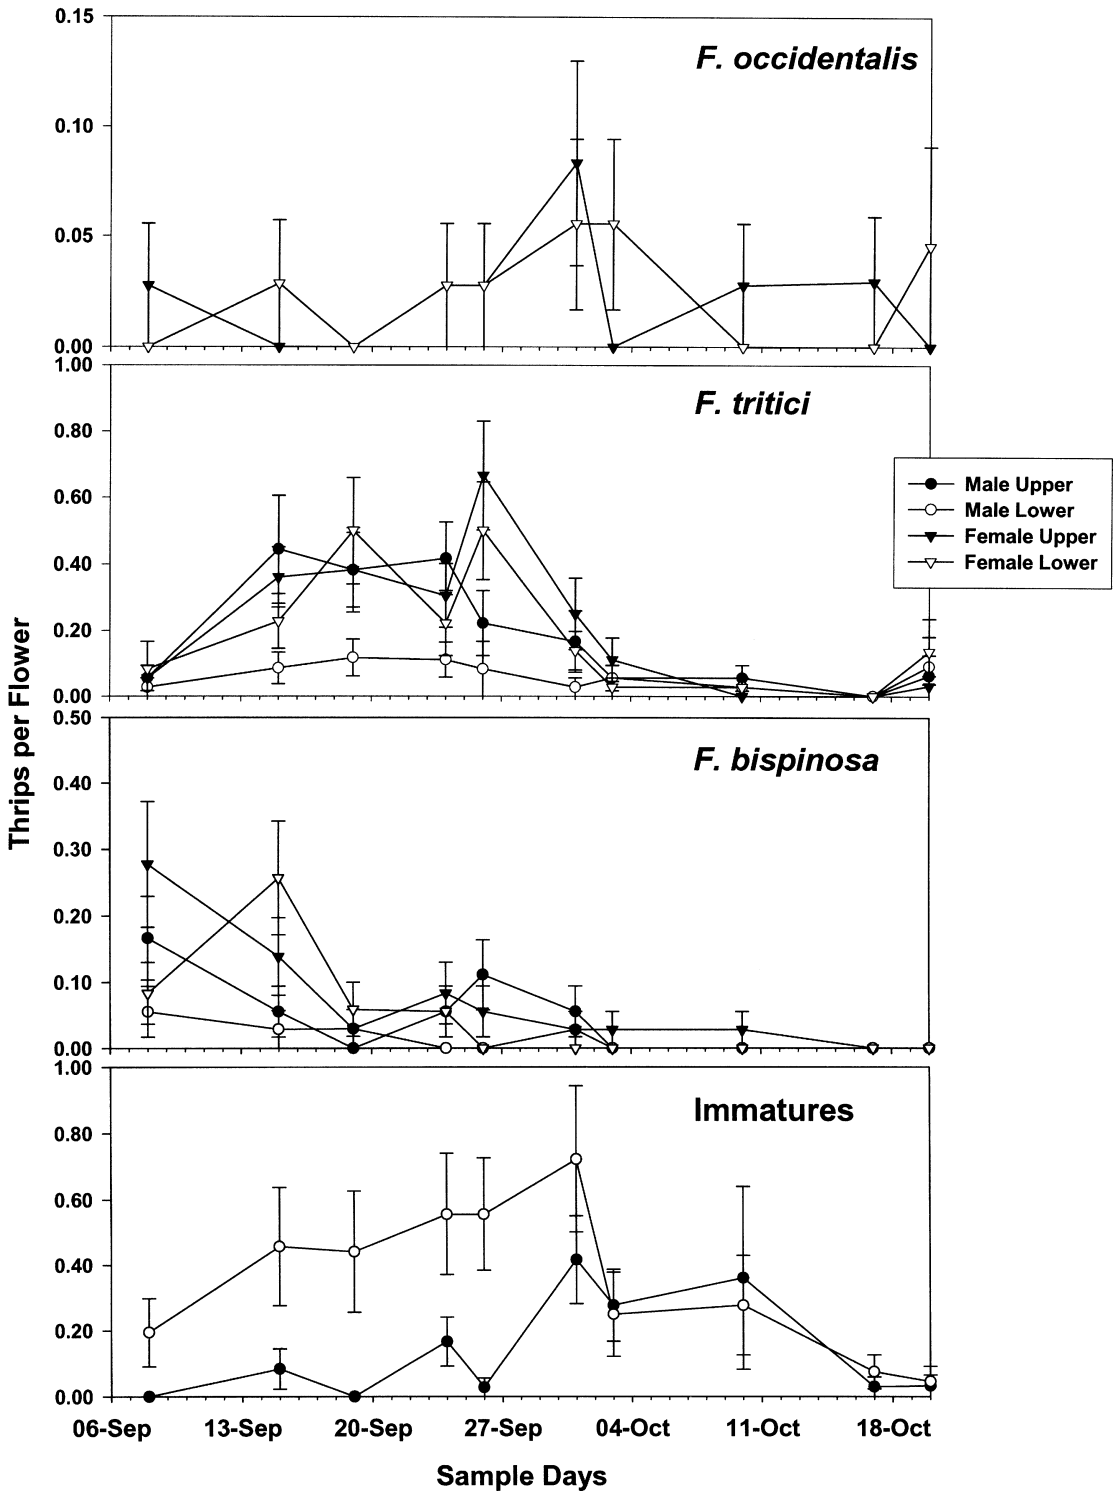 0.15
F. occidentalis
0.10
0.05
0.00
1.00
F. tritici
0.80
0.60
0.40
0.20
0.00
Male Upper
Male Lower
Female Upper
Female Lower
Thrips per Flower
0.50
F. bispinosa
0.40
0.30
0.20
0.10
0.00
1.00
Immatures
0.80
0.60
0.40
0.20
0.00
06-Sep 13-Sep 20-Sep 27-Sep 04-Oct 11-Oct 18-Oct
Sample Days